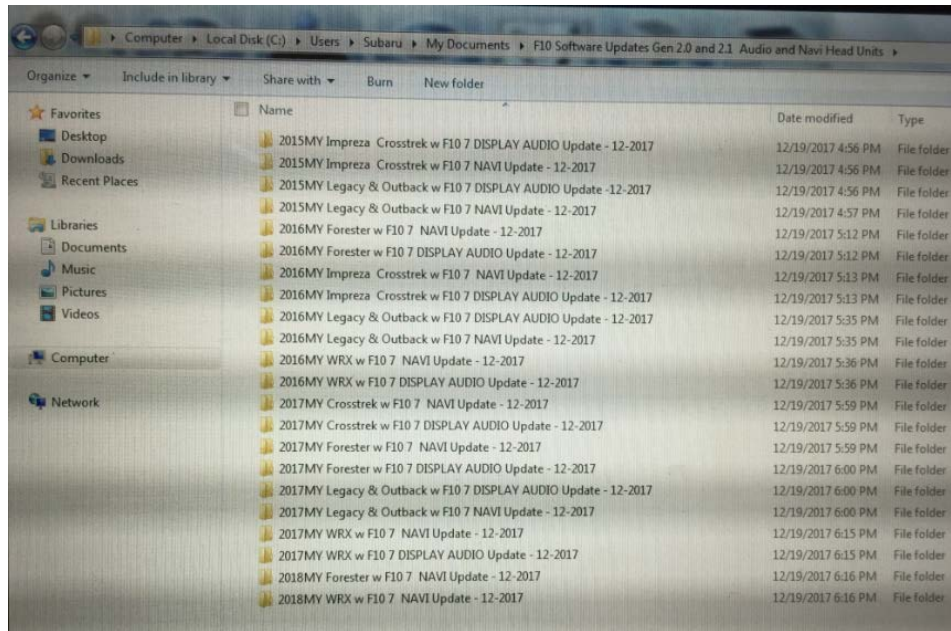 Computer ▸ Local Disk (C:) ▸ Users ▸ Subaru ▸ My Documents ▸ F10 Software Updates Gen 2.0 and 2.1 Audio and Navi Head Units ▸
Organize Include in library Share with Burn New folder
Favorites
Desktop
Downloads
Recent Places
Libraries
Documents
Music
Pictures
Videos
Computer
Network
Name Date modified Type
2015MY Impreza Crosstrek w F10 7 DISPLAY AUDIO Update - 12-2017 12/19/2017 4:56 PM File folder
2015MY Impreza Crosstrek w F10 7 NAVI Update - 12-2017 12/19/2017 4:56 PM File folder
2015MY Legacy & Outback w F10 7 DISPLAY AUDIO Update -12-2017 12/19/2017 4:56 PM File folder
2015MY Legacy & Outback w F10 7 NAVI Update - 12-2017 12/19/2017 4:57 PM File folder
2016MY Forester w F10 7 NAVI Update - 12-2017 12/19/2017 5:12 PM File folder
2016MY Forester w F10 7 DISPLAY AUDIO Update - 12-2017 12/19/2017 5:12 PM File folder
2016MY Impreza Crosstrek w F10 7 NAVI Update - 12-2017 12/19/2017 5:13 PM File folder
2016MY Impreza Crosstrek w F10 7 DISPLAY AUDIO Update - 12-2017 12/19/2017 5:13 PM File folder
2016MY Legacy & Outback w F10 7 DISPLAY AUDIO Update - 12-2017 12/19/2017 5:35 PM File folder
2016MY Legacy & Outback w F10 7 NAVI Update - 12-2017 12/19/2017 5:35 PM File folder
2016MY WRX w F10 7 NAVI Update - 12-2017 12/19/2017 5:36 PM File folder
2016MY WRX w F10 7 DISPLAY AUDIO Update - 12-2017 12/19/2017 5:36 PM File folder
2017MY Crosstrek w F10 7 NAVI Update - 12-2017 12/19/2017 5:59 PM File folder
2017MY Crosstrek w F10 7 DISPLAY AUDIO Update - 12-2017 12/19/2017 5:59 PM File folder
2017MY Forester w F10 7 NAVI Update - 12-2017 12/19/2017 5:59 PM File folder
2017MY Forester w F10 7 DISPLAY AUDIO Update - 12-2017 12/19/2017 6:00 PM File folder
2017MY Legacy & Outback w F10 7 DISPLAY AUDIO Update - 12-2017 12/19/2017 6:00 PM File folder
2017MY Legacy & Outback w F10 7 NAVI Update - 12-2017 12/19/2017 6:00 PM File folder
2017MY WRX w F10 7 NAVI Update - 12-2017 12/19/2017 6:15 PM File folder
2017MY WRX w F10 7 DISPLAY AUDIO Update - 12-2017 12/19/2017 6:15 PM File folder
2018MY Forester w F10 7 NAVI Update - 12-2017 12/19/2017 6:16 PM File folder
2018MY WRX w F10 7 NAVI Update - 12-2017 12/19/2017 6:16 PM File folder